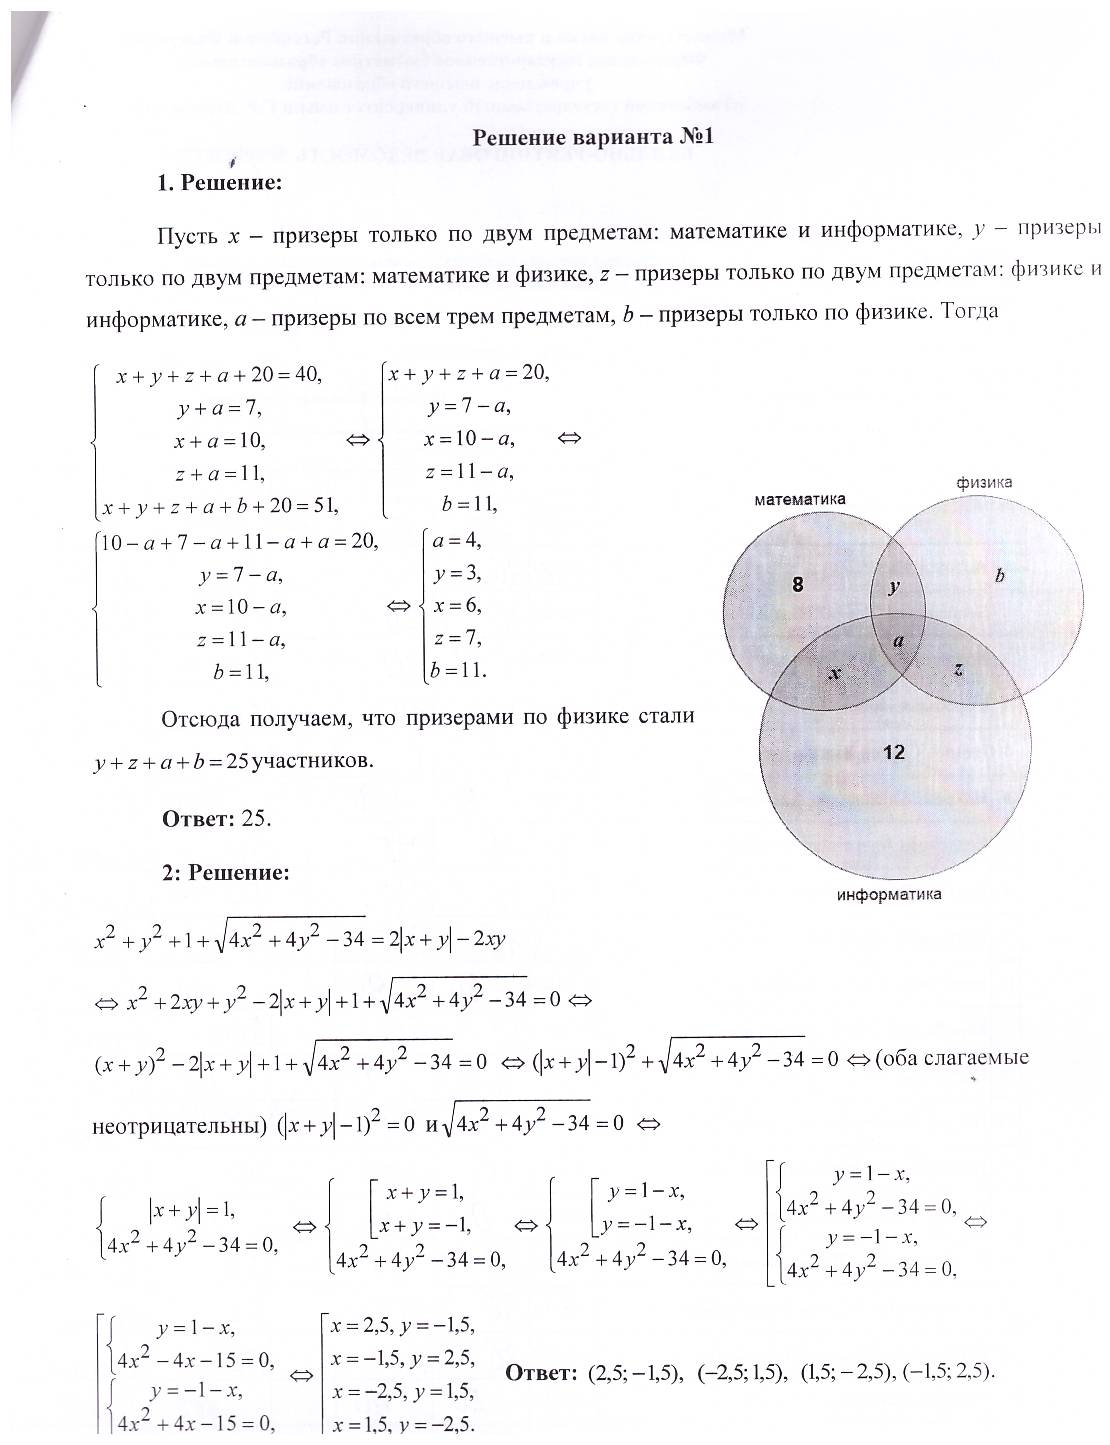 Решение варианта №1
1. Решение:
Пусть x – призеры только по двум предметам: математике и информатике, y – призеры
только по двум предметам: математике и физике, z – призеры только по двум предметам: физике и
информатике, a – призеры по всем трем предметам, b – призеры только по физике. Тогда
{ x + y + z + a + 20 = 40, { x + y + z + a = 20,
y + a = 7, y = 7 − a,
x + a = 10, ⇔ x = 10 − a, ⇔
z + a = 11, z = 11 − a,
x + y + z + a + b + 20 = 51, b = 11,
физика
математика
{ 10 − a + 7 − a + 11 − a + a = 20, { a = 4,
y = 7 − a, y = 3,
x = 10 − a, ⇔ x = 6,
z = 11 − a, z = 7,
b = 11, b = 11.
8 y b
a
x z
12
информатика
Отсюда получаем, что призерами по физике стали
y + z + a + b = 25 участников.
Ответ: 25.
2: Решение:
x² + y² + 1 + √(4x² + 4y² − 34) = 2|x + y| − 2xy
⇔ x² + 2xy + y² − 2|x + y| + 1 + √(4x² + 4y² − 34) = 0 ⇔
(x + y)² − 2|x + y| + 1 + √(4x² + 4y² − 34) = 0 ⇔ (|x + y| − 1)² + √(4x² + 4y² − 34) = 0 ⇔ (оба слагаемые
неотрицательны) (|x + y| − 1)² = 0 и √(4x² + 4y² − 34) = 0 ⇔
{ |x + y| = 1, 4x² + 4y² − 34 = 0, ⇔ { [ x + y = 1, x + y = −1, 4x² + 4y² − 34 = 0, ⇔ { [ y = 1 − x, y = −1 − x, 4x² + 4y² − 34 = 0, ⇔ [ { y = 1 − x, 4x² + 4y² − 34 = 0, { y = −1 − x, 4x² + 4y² − 34 = 0, ⇔
[ { y = 1 − x, 4x² − 4x − 15 = 0, { y = −1 − x, 4x² + 4x − 15 = 0, ⇔ [ x = 2,5, y = −1,5, x = −1,5, y = 2,5, x = −2,5, y = 1,5, x = 1,5, y = −2,5. Ответ: (2,5; −1,5), (−2,5; 1,5), (1,5; −2,5), (−1,5; 2,5).